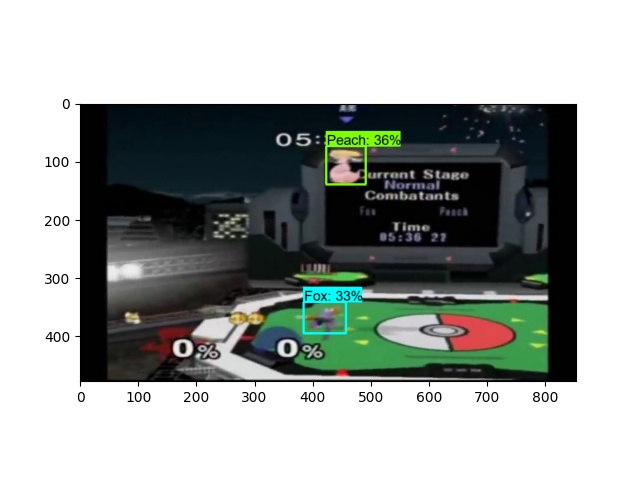 0
100
200
300
400
05:
Peach: 36%
Current Stage
Normal
Combatants
Fox Peach
Time
05:36 22
Fox: 33%
0%
0%
0 100 200 300 400 500 600 700 800